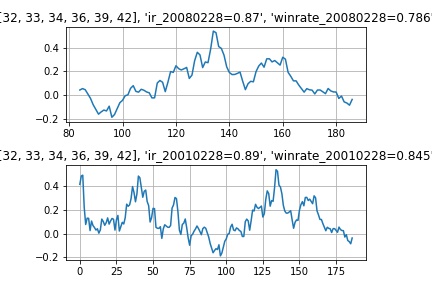 [32, 33, 34, 36, 39, 42], 'ir_20080228=0.87', 'winrate_20080228=0.786'
0.4
0.2
0.0
−0.2
80 100 120 140 160 180
[32, 33, 34, 36, 39, 42], 'ir_20010228=0.89', 'winrate_20010228=0.845'
0.4
0.2
0.0
−0.2
0 25 50 75 100 125 150 175